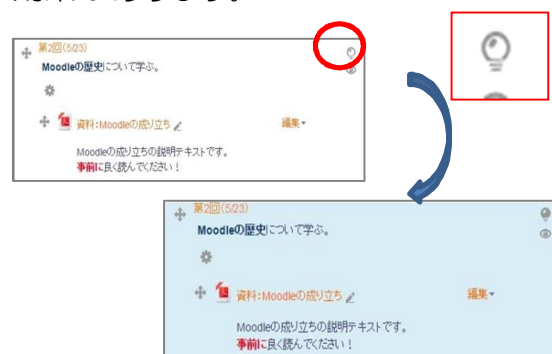 第2回(5/23)
Moodleの歴史について学ぶ。
資料:Moodleの成り立ち
編集
Moodleの成り立ちの説明テキストです。
事前に良く読んでください！
第2回(5/23)
Moodleの歴史について学ぶ。
資料:Moodleの成り立ち
編集
Moodleの成り立ちの説明テキストです。
事前に良く読んでください！